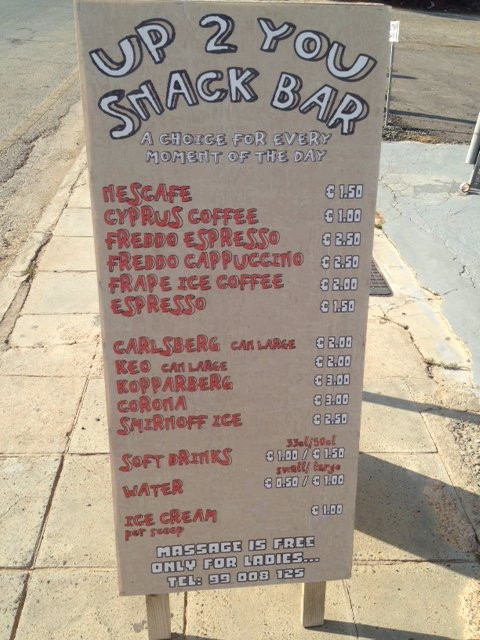 UP 2 YOU
SNACK BAR
A CHOICE FOR EVERY
MOMENT OF THE DAY
NESCAFE € 1.50
CYPRUS COFFEE € 1.00
FREDDO ESPRESSO € 2.50
FREDDO CAPPUCCINO € 2.50
FRAPE ICE COFFEE € 2.00
ESPRESSO € 1.50
CARLSBERG CAN LARGE € 2.00
KEO CAN LARGE € 2.00
KOPPARBERG € 3.00
CORONA € 3.00
SMIRNOFF ICE € 2.50
33cl/50cl
SOFT DRINKS € 1.00 / € 1.50
small/large
WATER € 0.50 / € 1.00
ICE CREAM € 1.00
per scoop
MASSAGE IS FREE
ONLY FOR LADIES...
TEL: 99 008 125